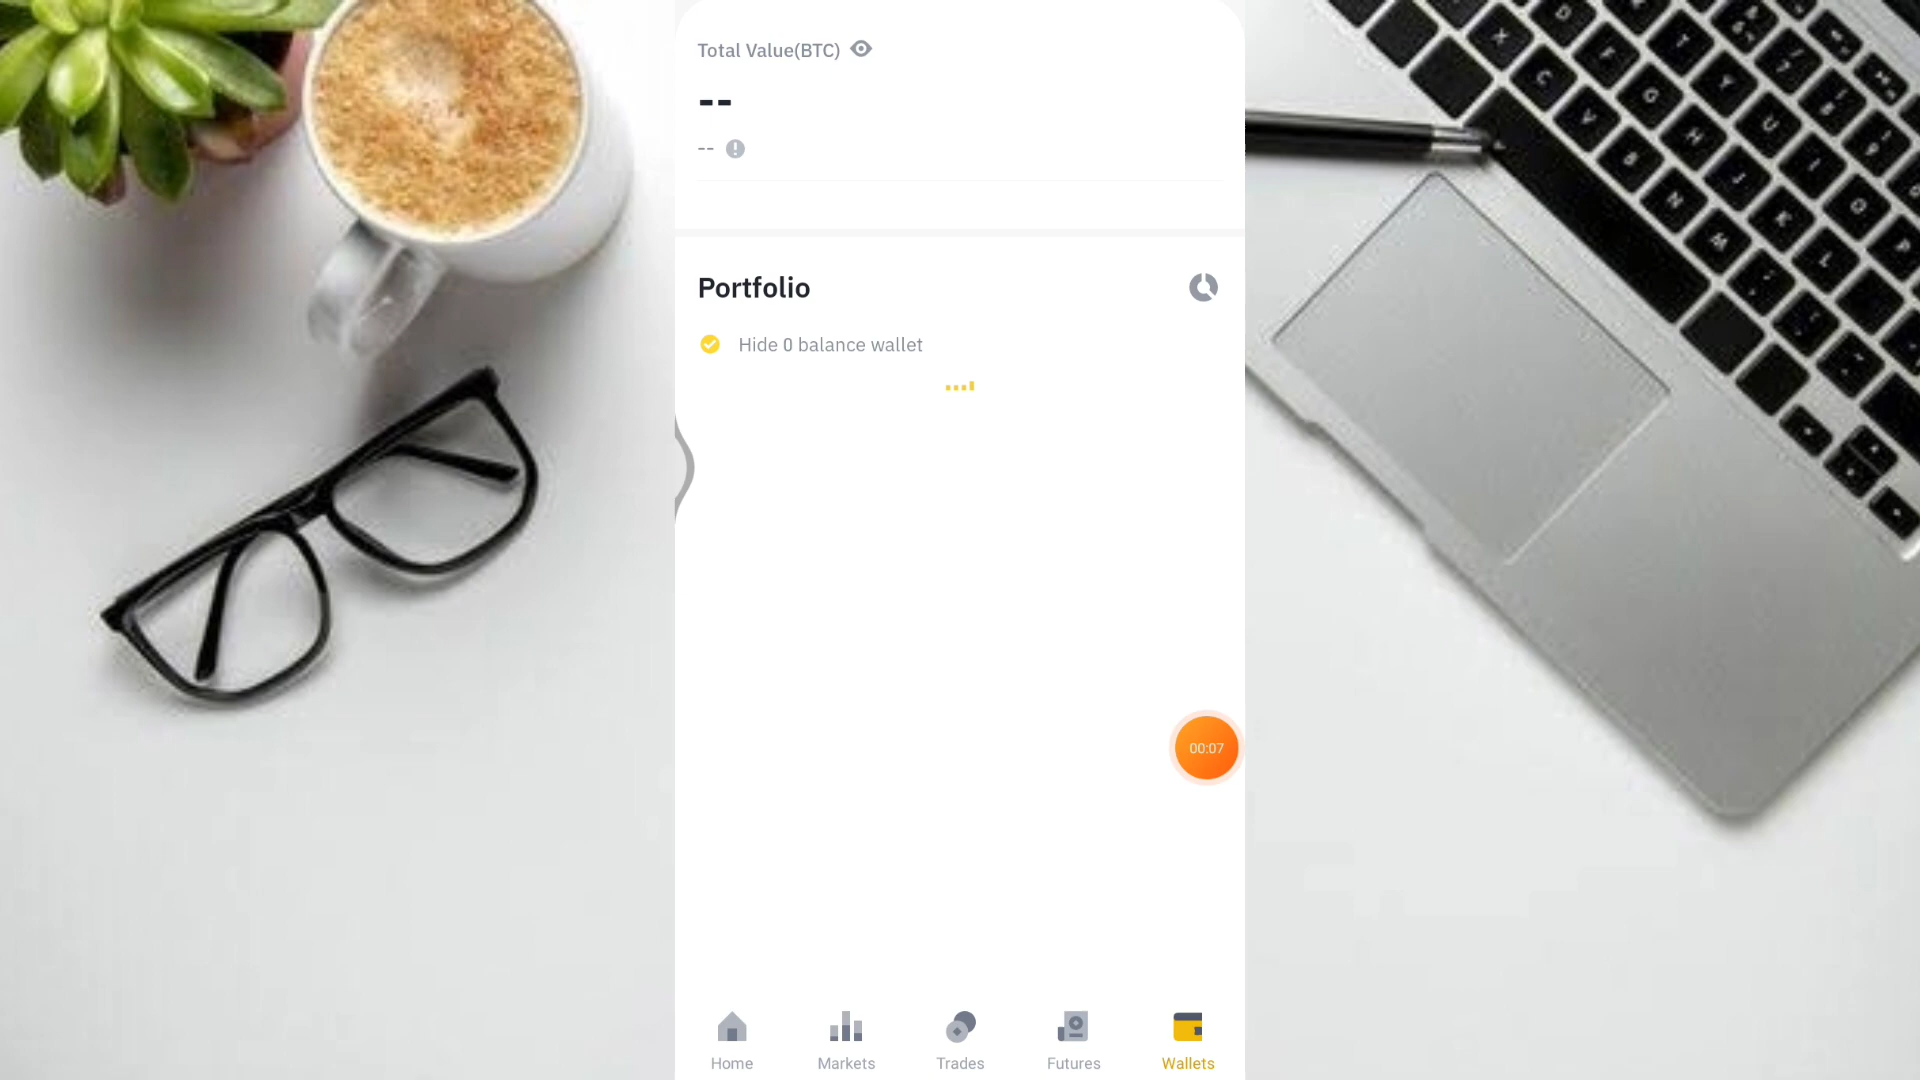 Total Value(BTC)
--
--
Portfolio
Hide 0 balance wallet
00:07
Home
Markets
Trades
Futures
Wallets